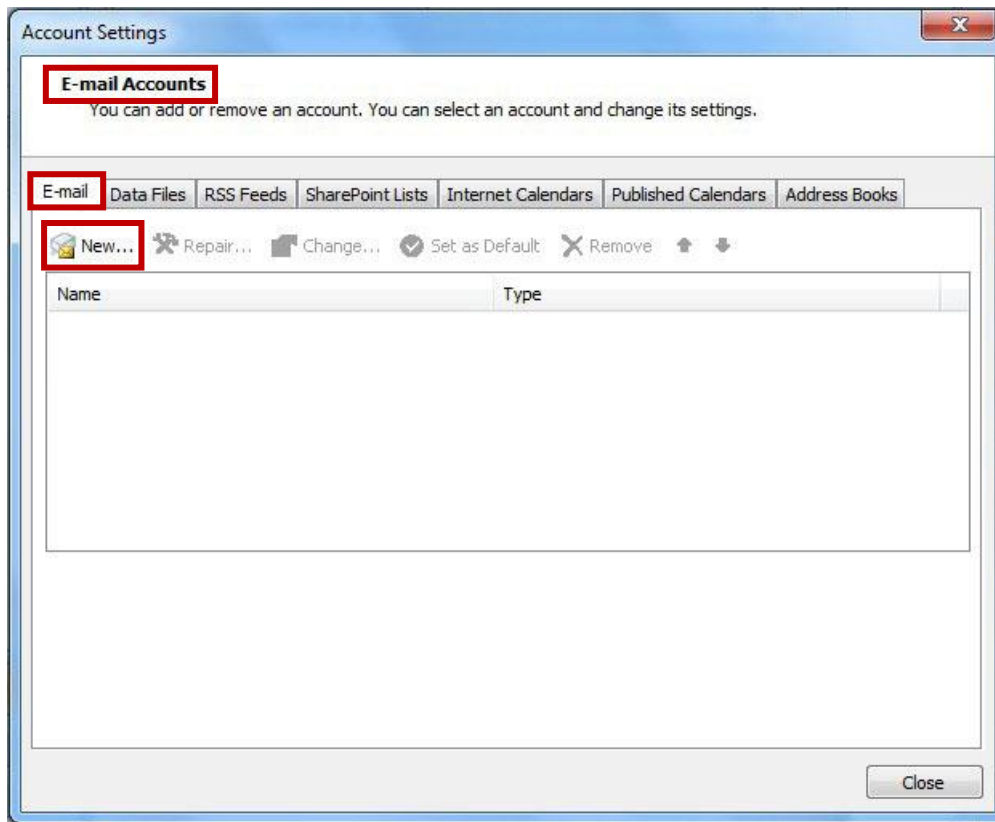 Account Settings
E-mail Accounts
You can add or remove an account. You can select an account and change its settings.
E-mail Data Files RSS Feeds SharePoint Lists Internet Calendars Published Calendars Address Books
New... Repair... Change... Set as Default Remove
Name Type
Close